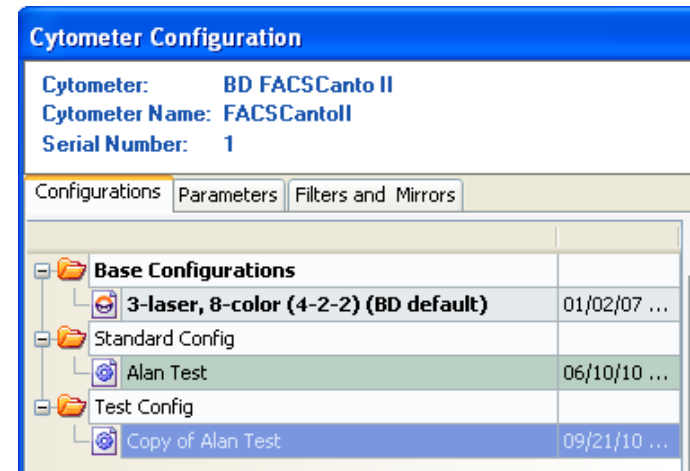 Cytometer Configuration
Cytometer: BD FACSCanto II
Cytometer Name: FACSCantoII
Serial Number: 1
Configurations Parameters Filters and Mirrors
Base Configurations
3-laser, 8-color (4-2-2) (BD default) 01/02/07 ...
Standard Config
Alan Test 06/10/10 ...
Test Config
Copy of Alan Test 09/21/10 ...